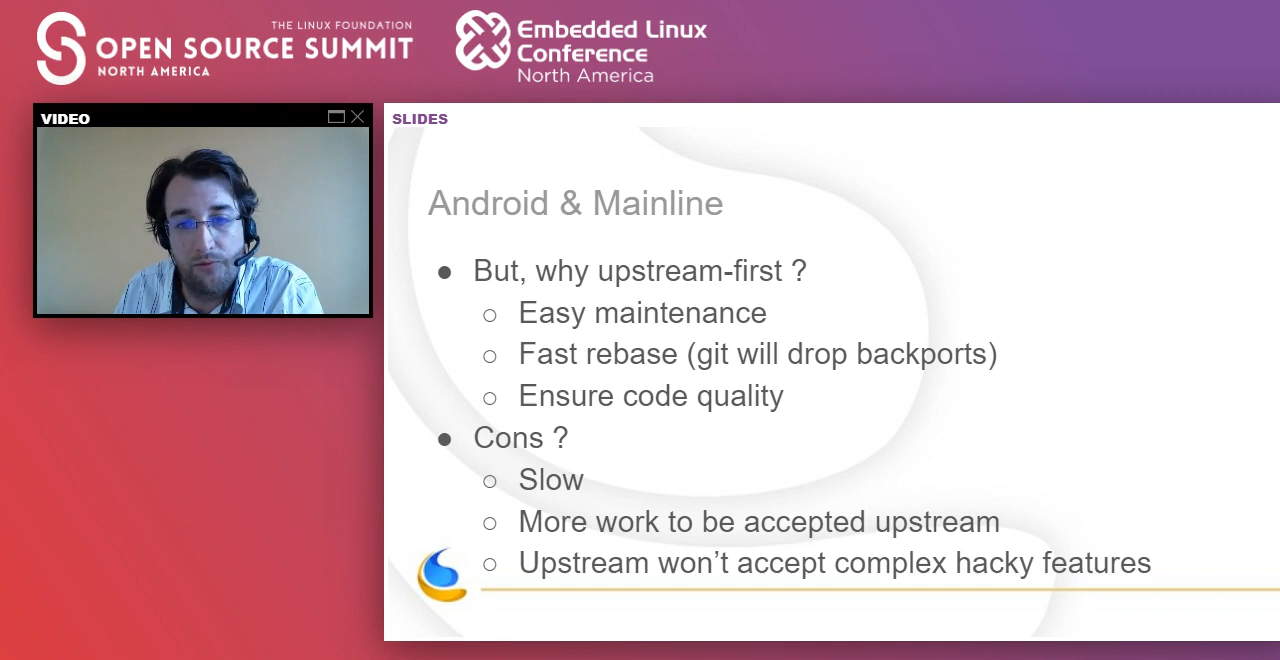 THE LINUX FOUNDATION
OPEN SOURCE SUMMIT
NORTH AMERICA
Embedded Linux
Conference
North America
VIDEO
SLIDES
Android & Mainline
● But, why upstream-first ?
○ Easy maintenance
○ Fast rebase (git will drop backports)
○ Ensure code quality
● Cons ?
○ Slow
○ More work to be accepted upstream
○ Upstream won’t accept complex hacky features